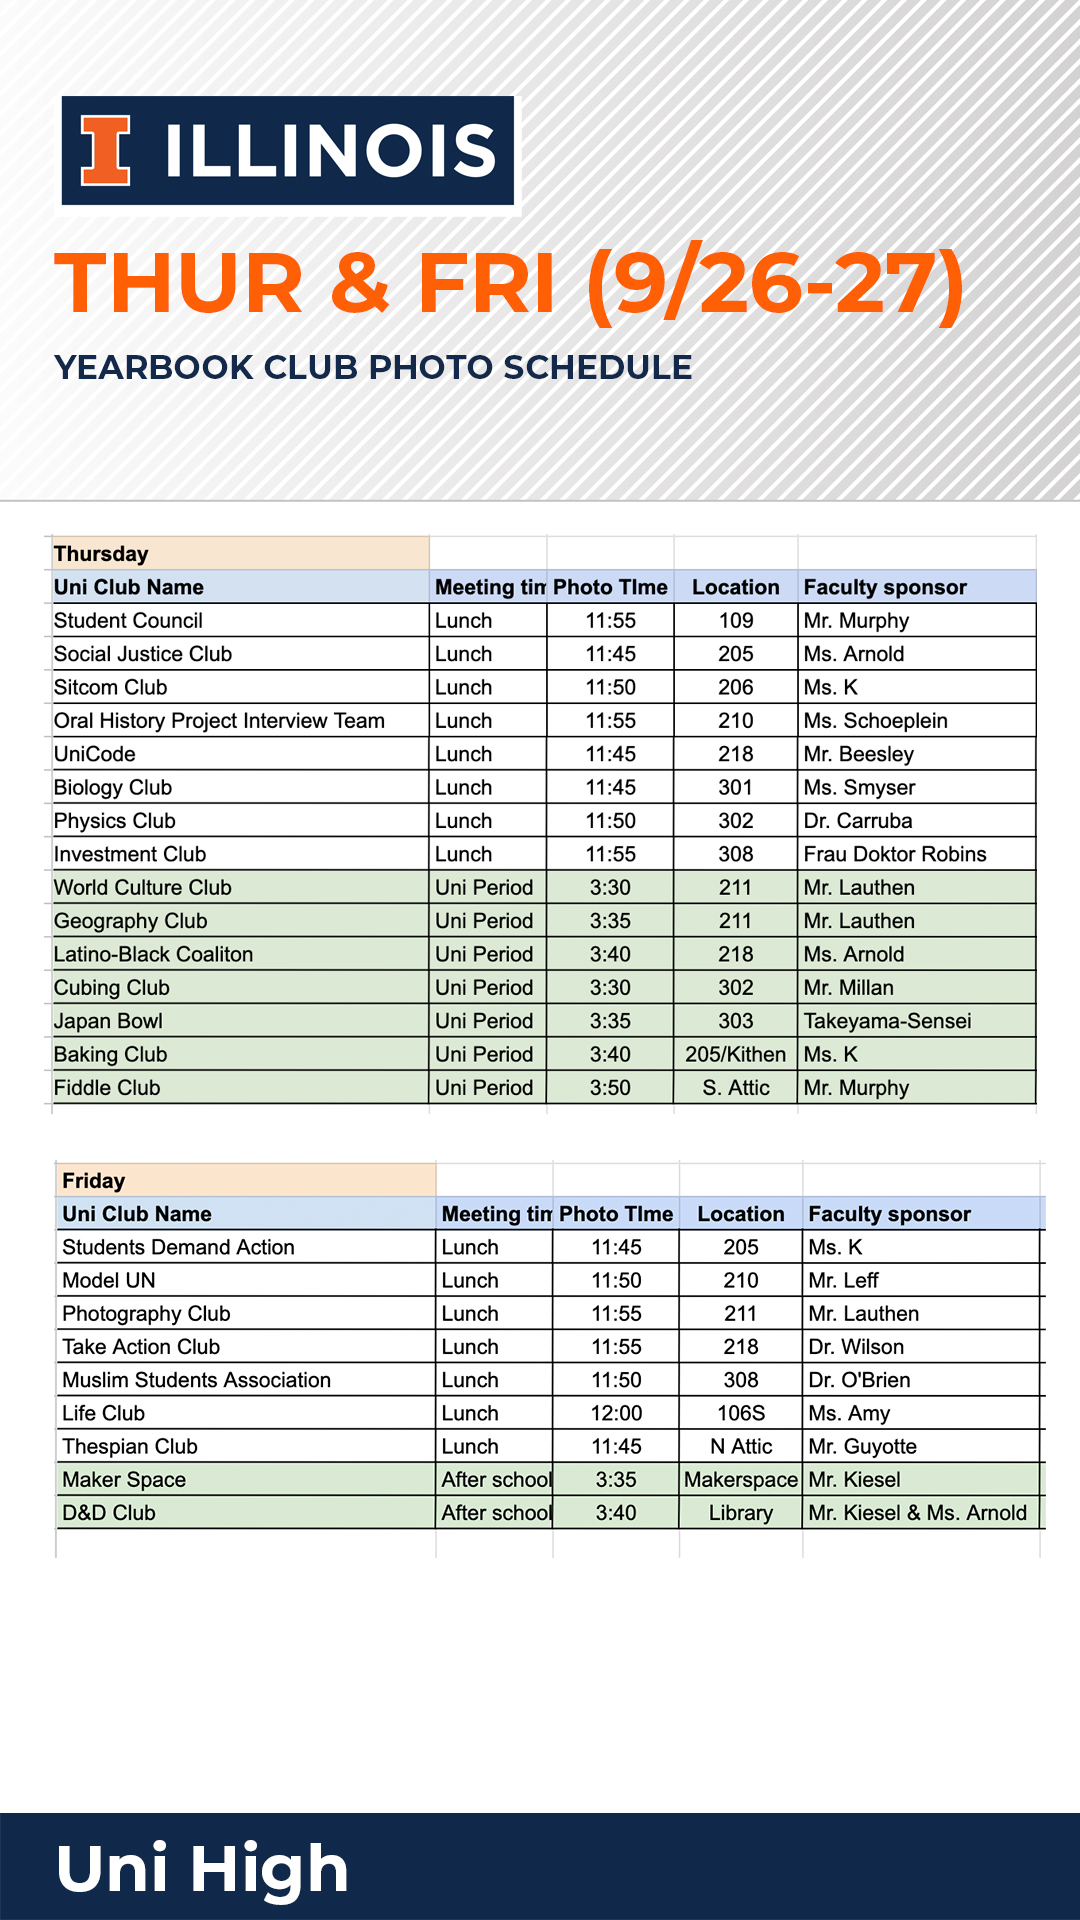 I ILLINOIS
THUR & FRI (9/26-27)
YEARBOOK CLUB PHOTO SCHEDULE
Thursday
Uni Club Name Meeting tim Photo TIme Location Faculty sponsor
Student Council Lunch 11:55 109 Mr. Murphy
Social Justice Club Lunch 11:45 205 Ms. Arnold
Sitcom Club Lunch 11:50 206 Ms. K
Oral History Project Interview Team Lunch 11:55 210 Ms. Schoeplein
UniCode Lunch 11:45 218 Mr. Beesley
Biology Club Lunch 11:45 301 Ms. Smyser
Physics Club Lunch 11:50 302 Dr. Carruba
Investment Club Lunch 11:55 308 Frau Doktor Robins
World Culture Club Uni Period 3:30 211 Mr. Lauthen
Geography Club Uni Period 3:35 211 Mr. Lauthen
Latino-Black Coaliton Uni Period 3:40 218 Ms. Arnold
Cubing Club Uni Period 3:30 302 Mr. Millan
Japan Bowl Uni Period 3:35 303 Takeyama-Sensei
Baking Club Uni Period 3:40 205/Kithen Ms. K
Fiddle Club Uni Period 3:50 S. Attic Mr. Murphy
Friday
Uni Club Name Meeting tim Photo TIme Location Faculty sponsor
Students Demand Action Lunch 11:45 205 Ms. K
Model UN Lunch 11:50 210 Mr. Leff
Photography Club Lunch 11:55 211 Mr. Lauthen
Take Action Club Lunch 11:55 218 Dr. Wilson
Muslim Students Association Lunch 11:50 308 Dr. O'Brien
Life Club Lunch 12:00 106S Ms. Amy
Thespian Club Lunch 11:45 N Attic Mr. Guyotte
Maker Space After school 3:35 Makerspace Mr. Kiesel
D&D Club After school 3:40 Library Mr. Kiesel & Ms. Arnold
Uni High